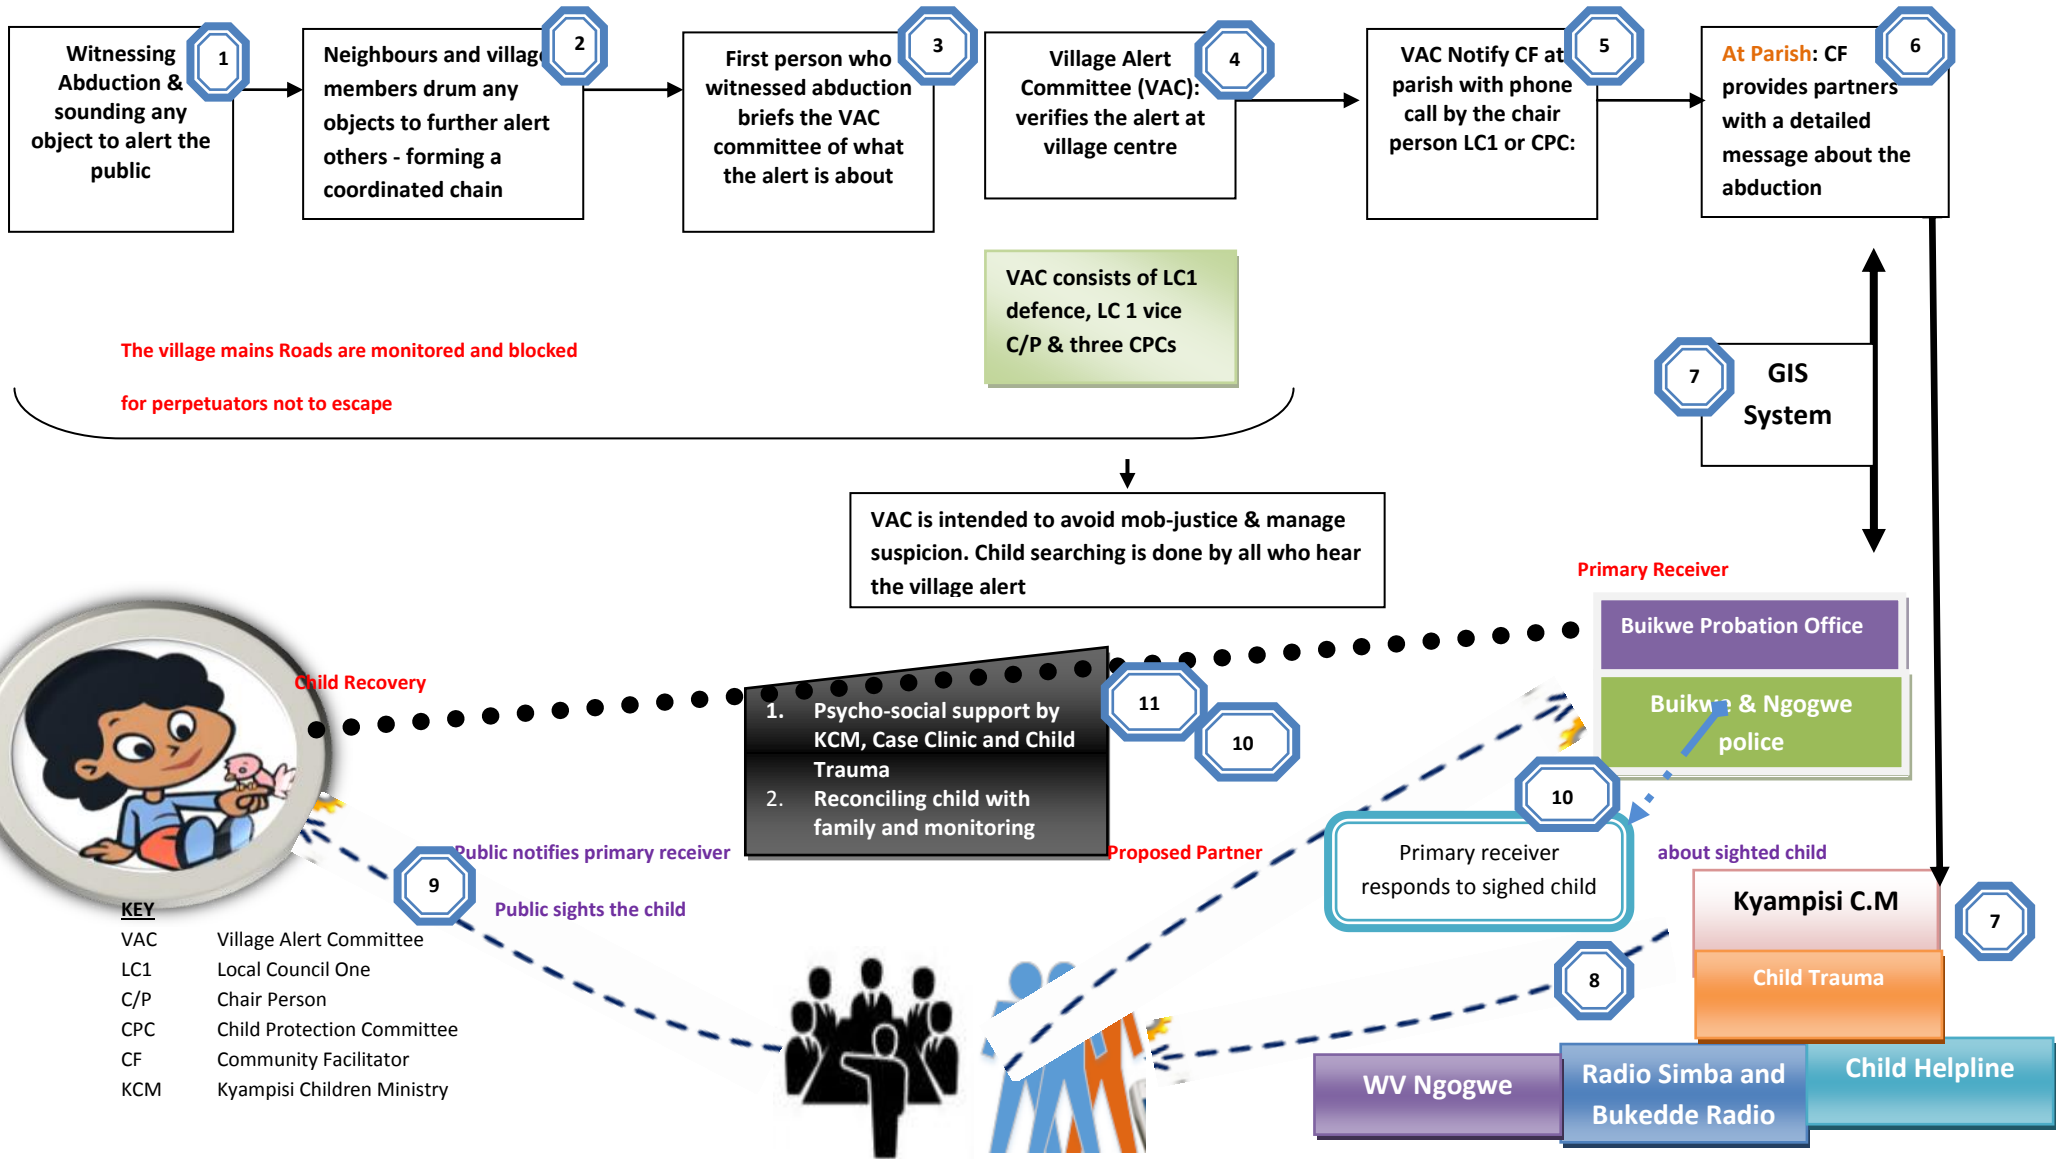 Witnessing
Abduction &
sounding any
object to alert the
public
1
Neighbours and village
members drum any
objects to further alert
others - forming a
coordinated chain
2
First person who
witnessed abduction
briefs the VAC
committee of what
the alert is about
3
Village Alert
Committee (VAC):
verifies the alert at
village centre
4
VAC Notify CF at
parish with phone
call by the chair
person LC1 or CPC:
5
At Parish: CF
provides partners
with a detailed
message about the
abduction
6
VAC consists of LC1
defence, LC 1 vice
C/P & three CPCs
The village mains Roads are monitored and blocked
for perpetuators not to escape
7
GIS
System
VAC is intended to avoid mob-justice & manage
suspicion. Child searching is done by all who hear
the village alert
Primary Receiver
Buikwe Probation Office
Buikwe & Ngogwe
police
Child Recovery
1. Psycho-social support by
KCM, Case Clinic and Child
Trauma
2. Reconciling child with
family and monitoring
11
10
10
Primary receiver
responds to sighed child
Public notifies primary receiver
Proposed Partner
about sighted child
9
Public sights the child
Kyampisi C.M
7
Child Trauma
8
WV Ngogwe
Radio Simba and
Bukedde Radio
Child Helpline
KEY
VAC Village Alert Committee
LC1 Local Council One
C/P Chair Person
CPC Child Protection Committee
CF Community Facilitator
KCM Kyampisi Children Ministry